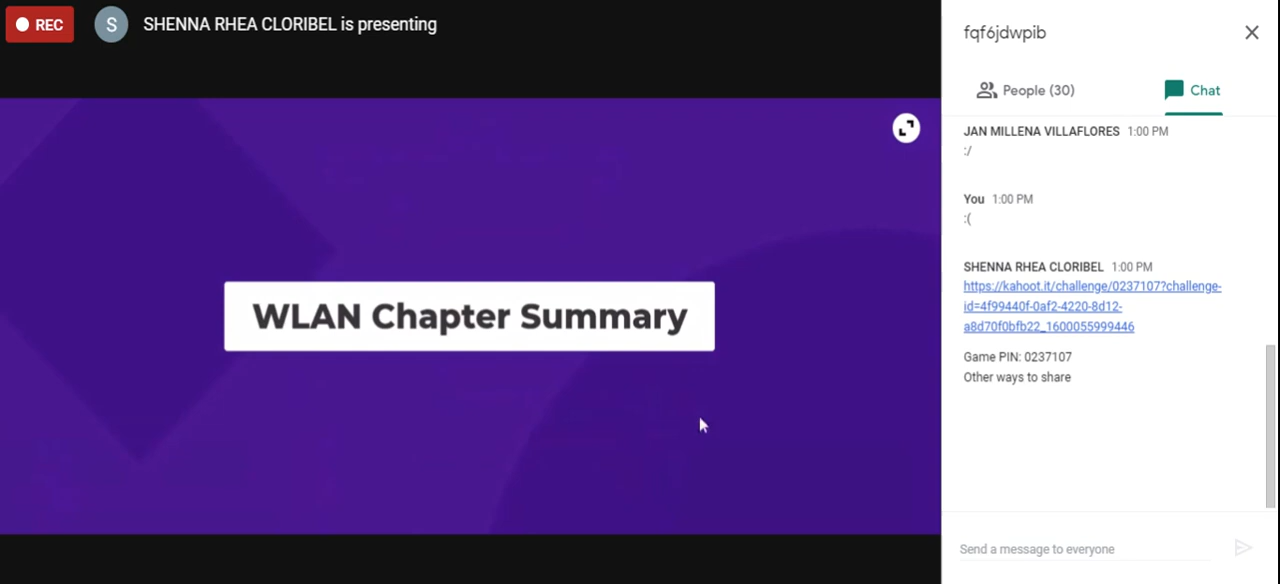 REC
S
SHENNA RHEA CLORIBEL is presenting
WLAN Chapter Summary
fqf6jdwpib
People (30)
Chat
JAN MILLENA VILLAFLORES 1:00 PM
:/
You 1:00 PM
:(
SHENNA RHEA CLORIBEL 1:00 PM
https://kahoot.it/challenge/0237107?challenge-
id=4f99440f-0af2-4220-8d12-
a8d70f0bfb22_1600055999446
Game PIN: 0237107
Other ways to share
Send a message to everyone